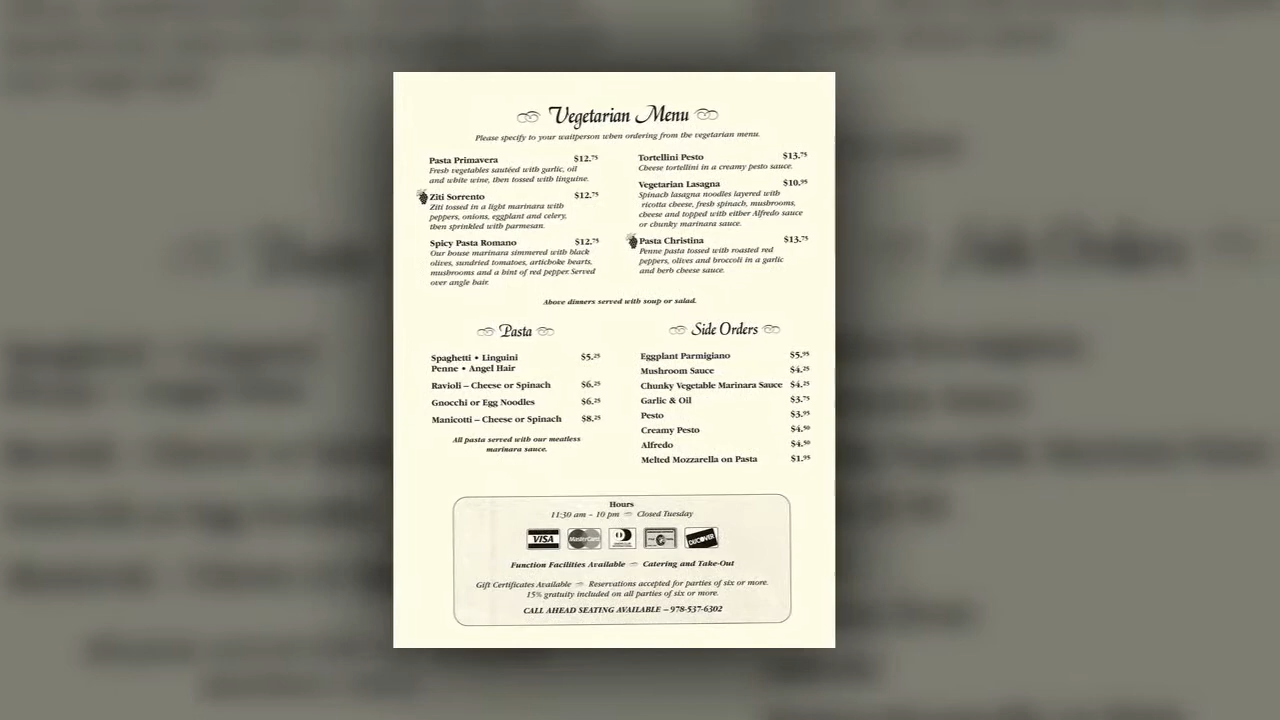 Vegetarian Menu
Please specify to your waitperson when ordering from the vegetarian menu.
Pasta Primavera $12.75
Fresh vegetables sautéed with garlic, oil
and white wine, then tossed with linguine.
Ziti Sorrento $12.75
Ziti tossed in a light marinara with
peppers, onions, eggplant and celery,
then sprinkled with parmesan.
Spicy Pasta Romano $12.75
Our house marinara simmered with black
olives, sundried tomatoes, artichoke hearts,
mushrooms and a hint of red pepper. Served
over angle hair.
Tortellini Pesto $13.75
Cheese tortellini in a creamy pesto sauce.
Vegetarian Lasagna $10.95
Spinach lasagna noodles layered with
ricotta cheese, fresh spinach, mushrooms,
cheese and topped with either Alfredo sauce
or chunky marinara sauce.
Pasta Christina $13.75
Penne pasta tossed with roasted red
peppers, olives and broccoli in a garlic
and herb cheese sauce.
Above dinners served with soup or salad.
Pasta
Spaghetti • Linguini $5.25
Penne • Angel Hair
Ravioli – Cheese or Spinach $6.25
Gnocchi or Egg Noodles $6.25
Manicotti – Cheese or Spinach $8.25
All pasta served with our meatless
marinara sauce.
Side Orders
Eggplant Parmigiano $5.95
Mushroom Sauce $4.25
Chunky Vegetable Marinara Sauce $4.25
Garlic & Oil $3.75
Pesto $3.95
Creamy Pesto $4.50
Alfredo $4.50
Melted Mozzarella on Pasta $1.95
Hours
11:30 am – 10 pm Closed Tuesday
VISA MasterCard DISCOVER
Function Facilities Available Catering and Take-Out
Gift Certificates Available Reservations accepted for parties of six or more.
15% gratuity included on all parties of six or more.
CALL AHEAD SEATING AVAILABLE – 978-537-6302